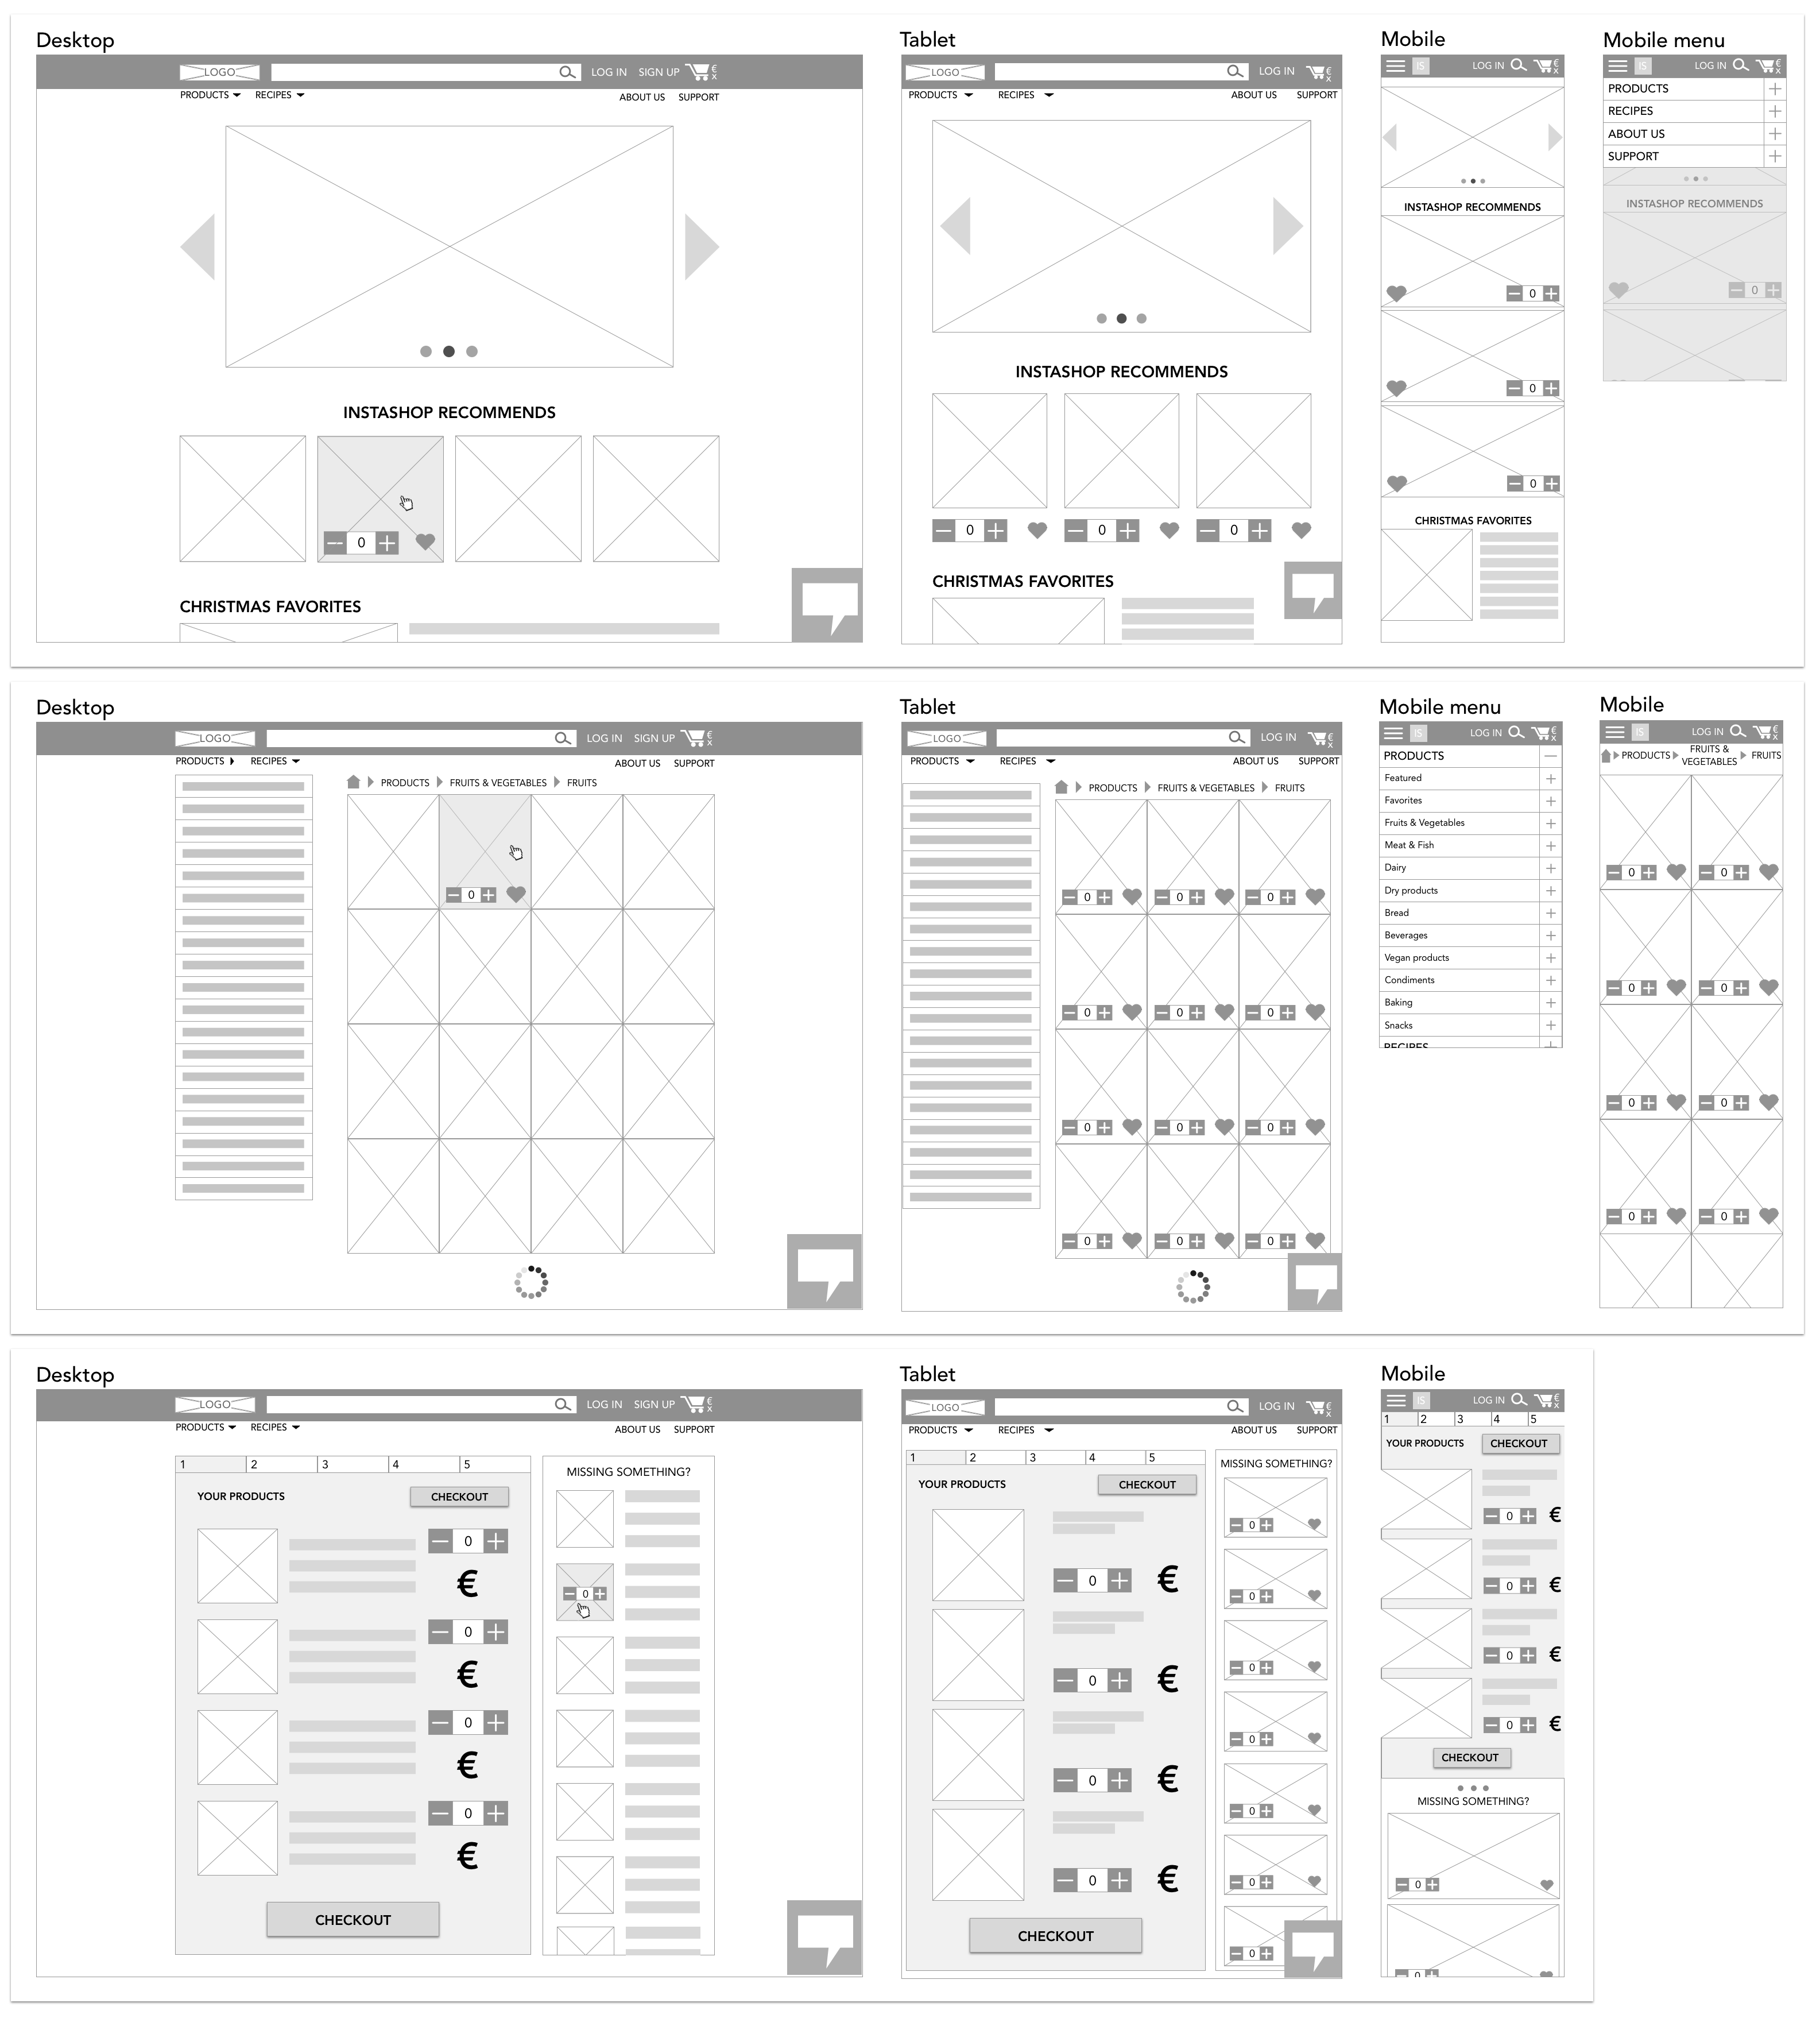 Desktop
LOGO
LOG IN SIGN UP € x
PRODUCTS RECIPES
ABOUT US SUPPORT
INSTASHOP RECOMMENDS
0
CHRISTMAS FAVORITES
Tablet
LOGO
LOG IN € x
PRODUCTS RECIPES
ABOUT US SUPPORT
INSTASHOP RECOMMENDS
0 0 0
CHRISTMAS FAVORITES
Mobile
IS LOG IN € x
INSTASHOP RECOMMENDS
0
0
0
CHRISTMAS FAVORITES
Mobile menu
IS LOG IN € x
PRODUCTS
RECIPES
ABOUT US
SUPPORT
INSTASHOP RECOMMENDS
0
Desktop
LOGO
LOG IN SIGN UP € x
PRODUCTS RECIPES
ABOUT US SUPPORT
PRODUCTS FRUITS & VEGETABLES FRUITS
0
Tablet
LOGO
LOG IN € x
PRODUCTS RECIPES
ABOUT US SUPPORT
PRODUCTS FRUITS & VEGETABLES FRUITS
0 0 0
0 0 0
0 0 0
0 0 0
Mobile menu
IS LOG IN € x
PRODUCTS
Featured
Favorites
Fruits & Vegetables
Meat & Fish
Dairy
Dry products
Bread
Beverages
Vegan products
Condiments
Baking
Snacks
RECIPES
Mobile
IS LOG IN € x
PRODUCTS FRUITS &
VEGETABLES FRUITS
0 0
0 0
0 0
0 0
Desktop
LOGO
LOG IN SIGN UP € x
PRODUCTS RECIPES
ABOUT US SUPPORT
1 2 3 4 5
YOUR PRODUCTS CHECKOUT
0
€
0
€
0
€
0
€
CHECKOUT
MISSING SOMETHING?
0
Tablet
LOGO
LOG IN € x
PRODUCTS RECIPES
ABOUT US SUPPORT
1 2 3 4 5
YOUR PRODUCTS CHECKOUT
0 €
0 €
0 €
0 €
CHECKOUT
MISSING SOMETHING?
0
0
0
0
0
0
0
Mobile
IS LOG IN € x
1 2 3 4 5
YOUR PRODUCTS CHECKOUT
0 €
0 €
0 €
0 €
CHECKOUT
MISSING SOMETHING?
0
0